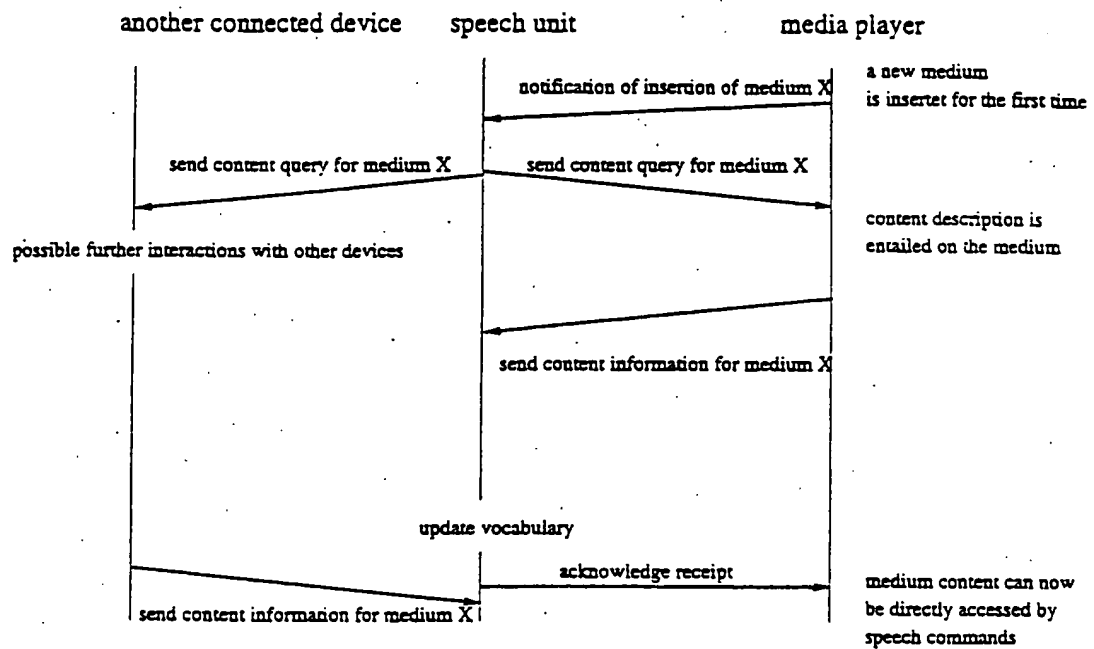 another connected device speech unit media player
a new medium
is insertet for the first time
notification of insertion of medium X
send content query for medium X send content query for medium X
content description is
entailed on the medium
possible further interactions with other devices
send content information for medium X
update vocabulary
acknowledge receipt
medium content can now
be directly accessed by
speech commands
send content information for medium X